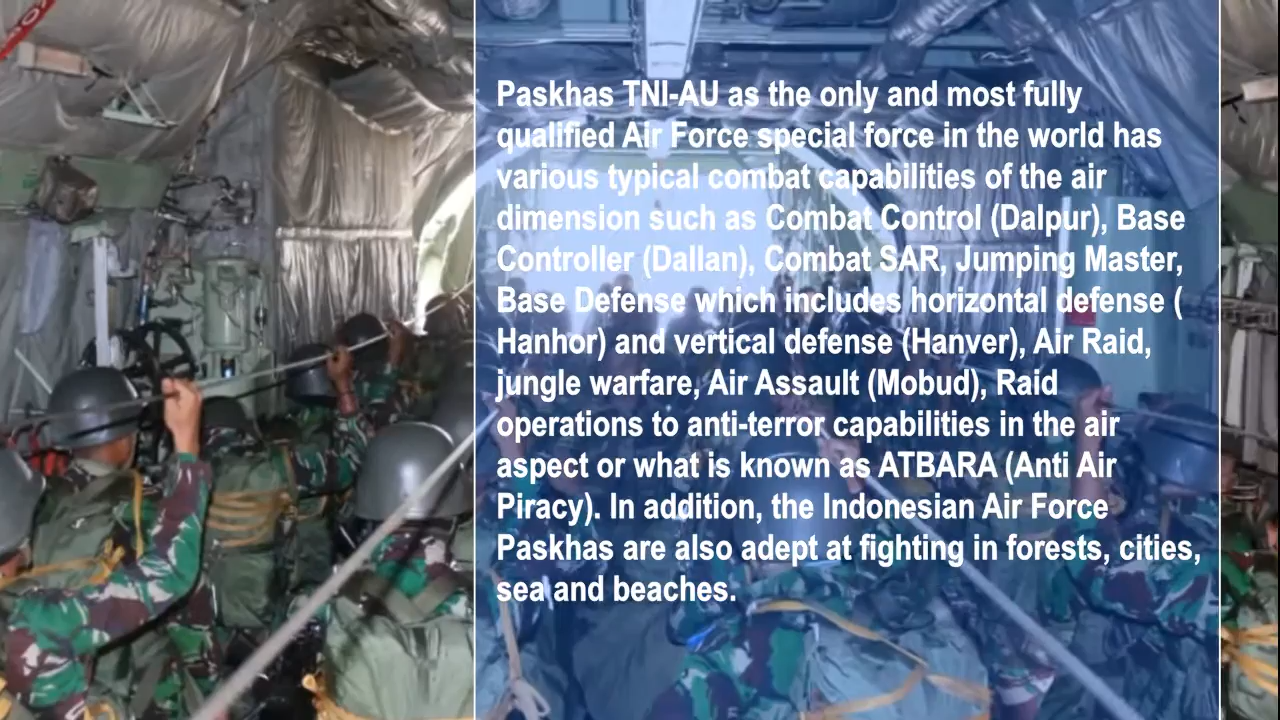 Paskhas TNI-AU as the only and most fully
qualified Air Force special force in the world has
various typical combat capabilities of the air
dimension such as Combat Control (Dalpur), Base
Controller (Dallan), Combat SAR, Jumping Master,
Base Defense which includes horizontal defense (
Hanhor) and vertical defense (Hanver), Air Raid,
jungle warfare, Air Assault (Mobud), Raid
operations to anti-terror capabilities in the air
aspect or what is known as ATBARA (Anti Air
Piracy). In addition, the Indonesian Air Force
Paskhas are also adept at fighting in forests, cities,
sea and beaches.